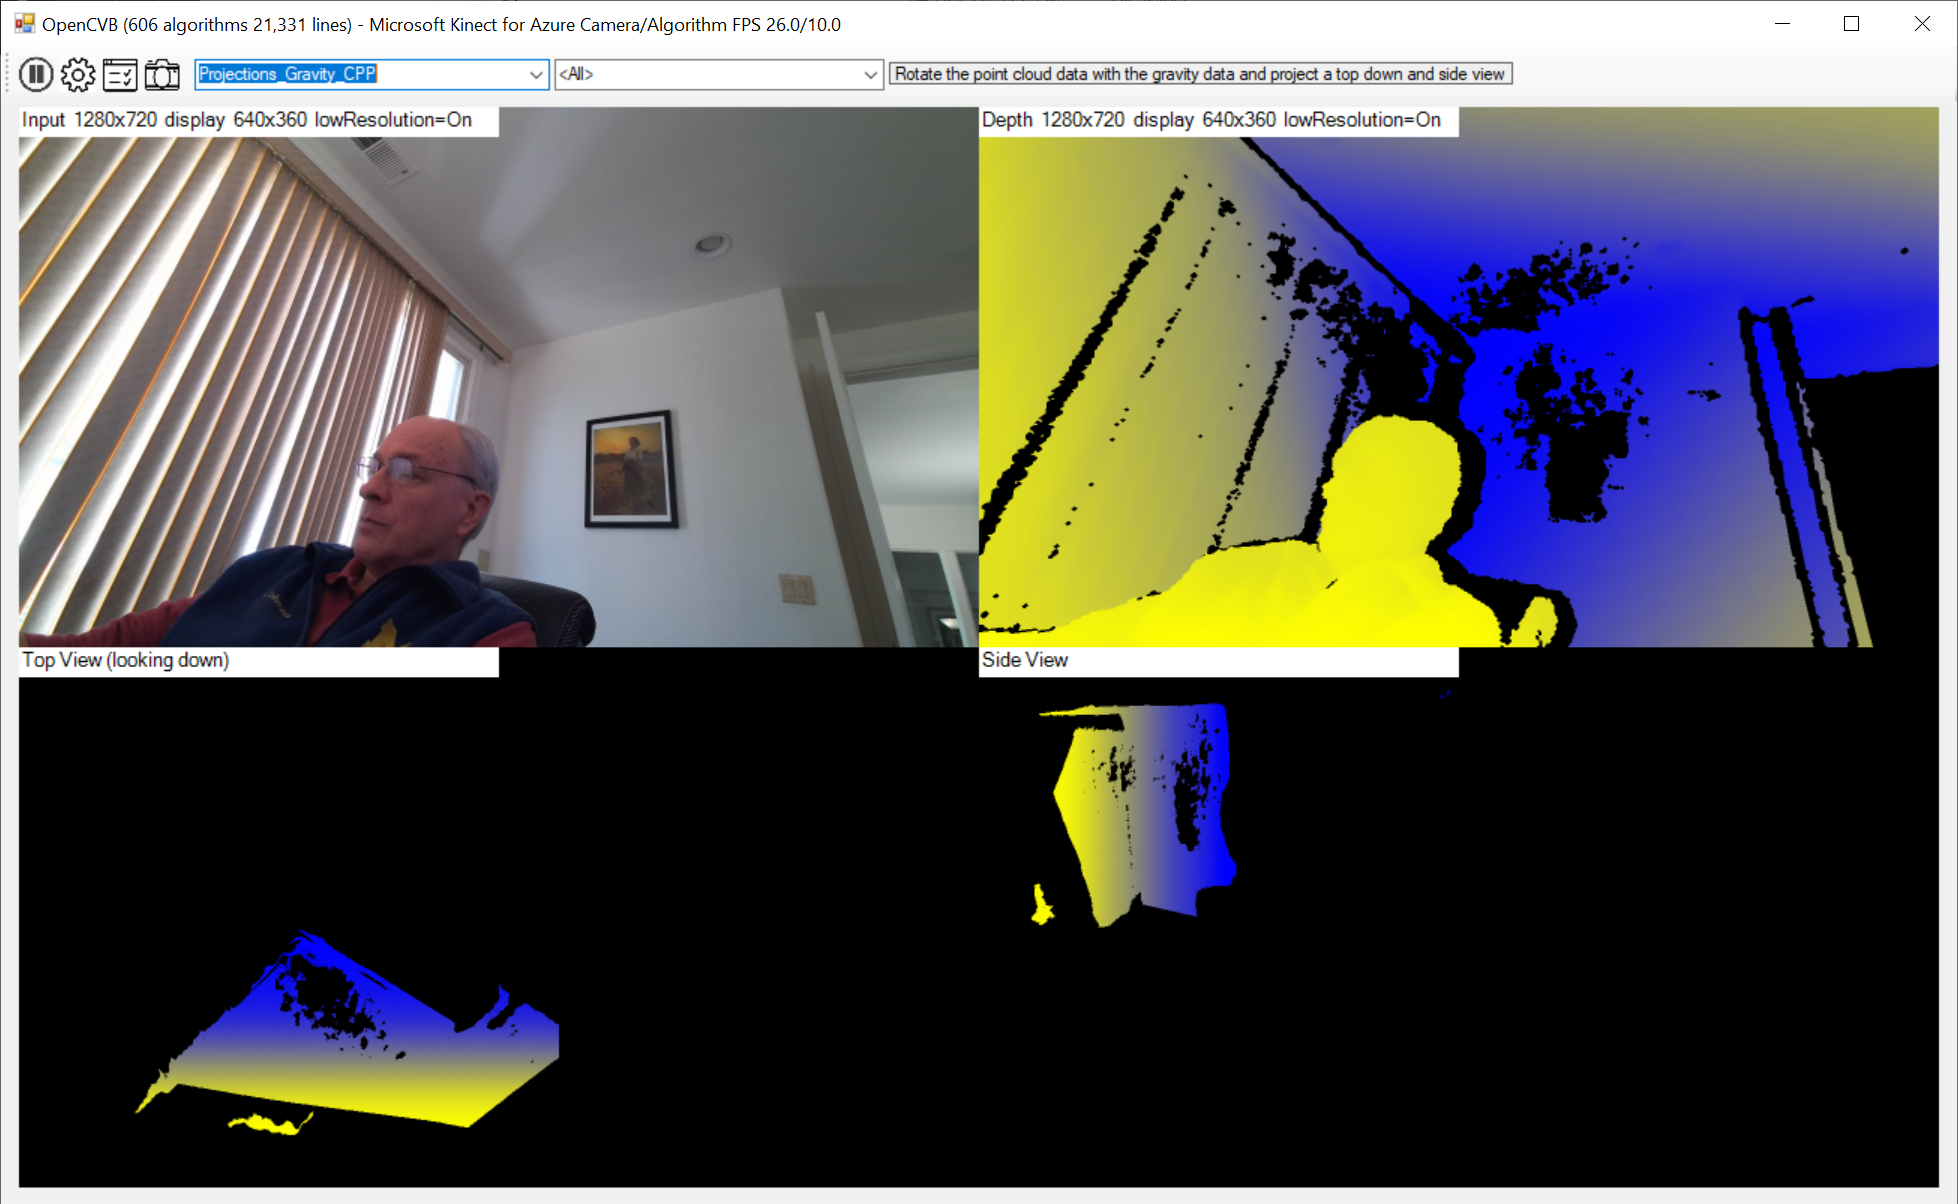 OpenCVB (606 algorithms 21,331 lines) - Microsoft Kinect for Azure Camera/Algorithm FPS 26.0/10.0
Projections_Gravity_CPP <All> Rotate the point cloud data with the gravity data and project a top down and side view
Input 1280x720 display 640x360 lowResolution=On
Depth 1280x720 display 640x360 lowResolution=On
Top View (looking down)
Side View